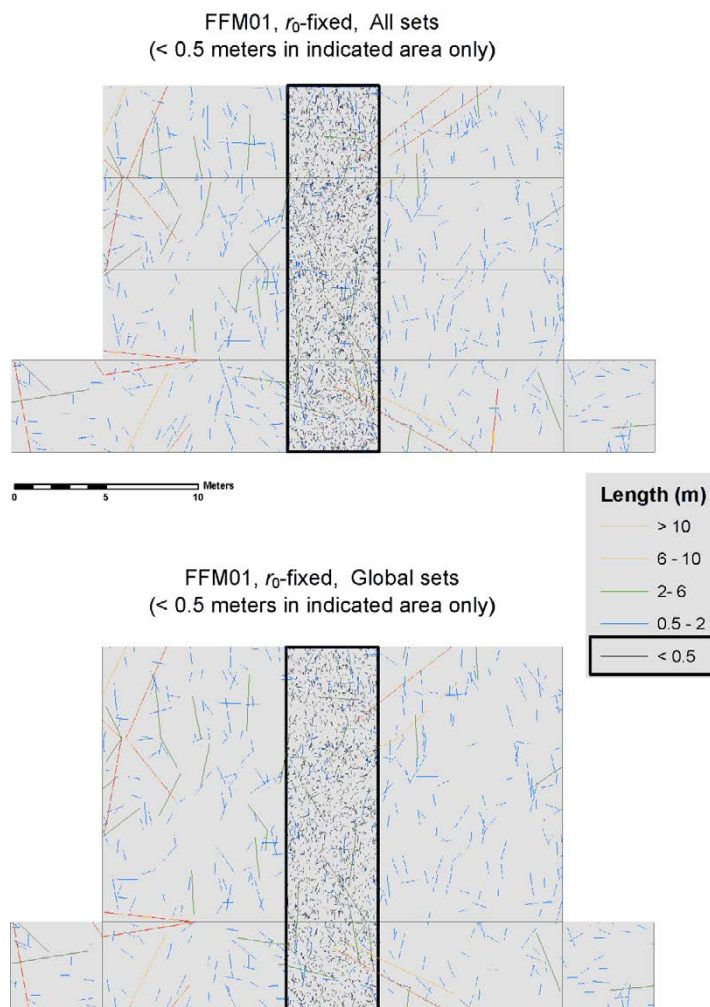 FFM01, r0-fixed, All sets
(< 0.5 meters in indicated area only)
Meters
0 5 10
Length (m)
> 10
6 - 10
2- 6
0.5 - 2
< 0.5
FFM01, r0-fixed, Global sets
(< 0.5 meters in indicated area only)